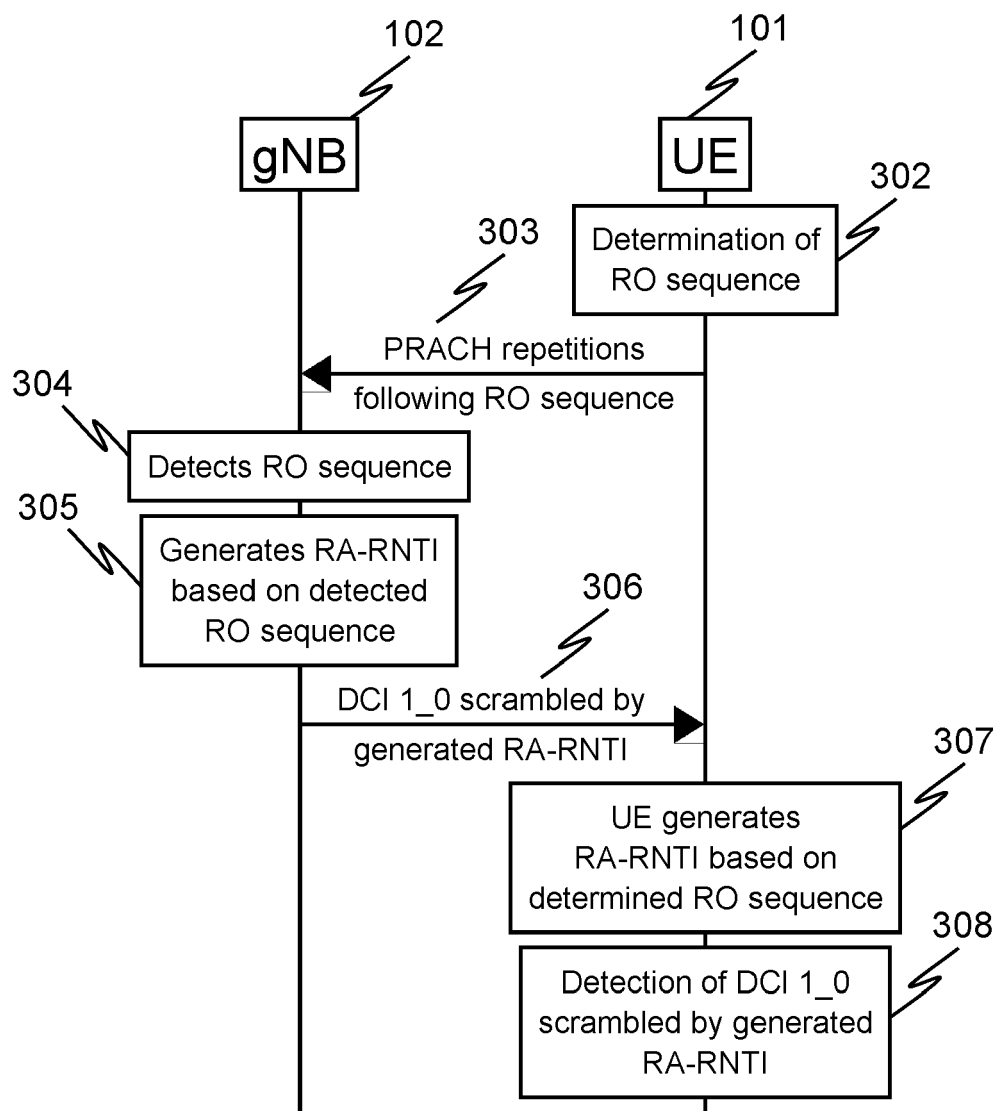 102
101
gNB
UE
302
Determination of
RO sequence
303
PRACH repetitions
following RO sequence
304
Detects RO sequence
305
Generates RA-RNTI
based on detected
RO sequence
306
DCI 1_0 scrambled by
generated RA-RNTI
307
UE generates
RA-RNTI based on
determined RO sequence
308
Detection of DCI 1_0
scrambled by generated
RA-RNTI